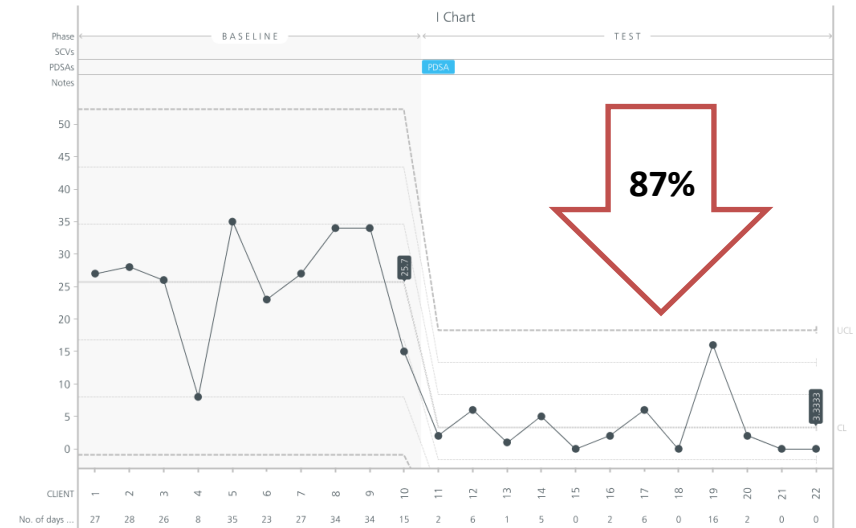 I Chart
Phase BASELINE TEST
SCVs
PDSAs PDSA
Notes
50
45
40
87%
35
30
25.7
25
20
UCL
15
10
3.3333
5
CL
0
CLIENT 1 2 3 4 5 6 7 8 9 10 11 12 13 14 15 16 17 18 19 20 21 22
No. of days ... 27 28 26 8 35 23 27 34 34 15 2 6 1 5 0 2 6 0 16 2 0 0